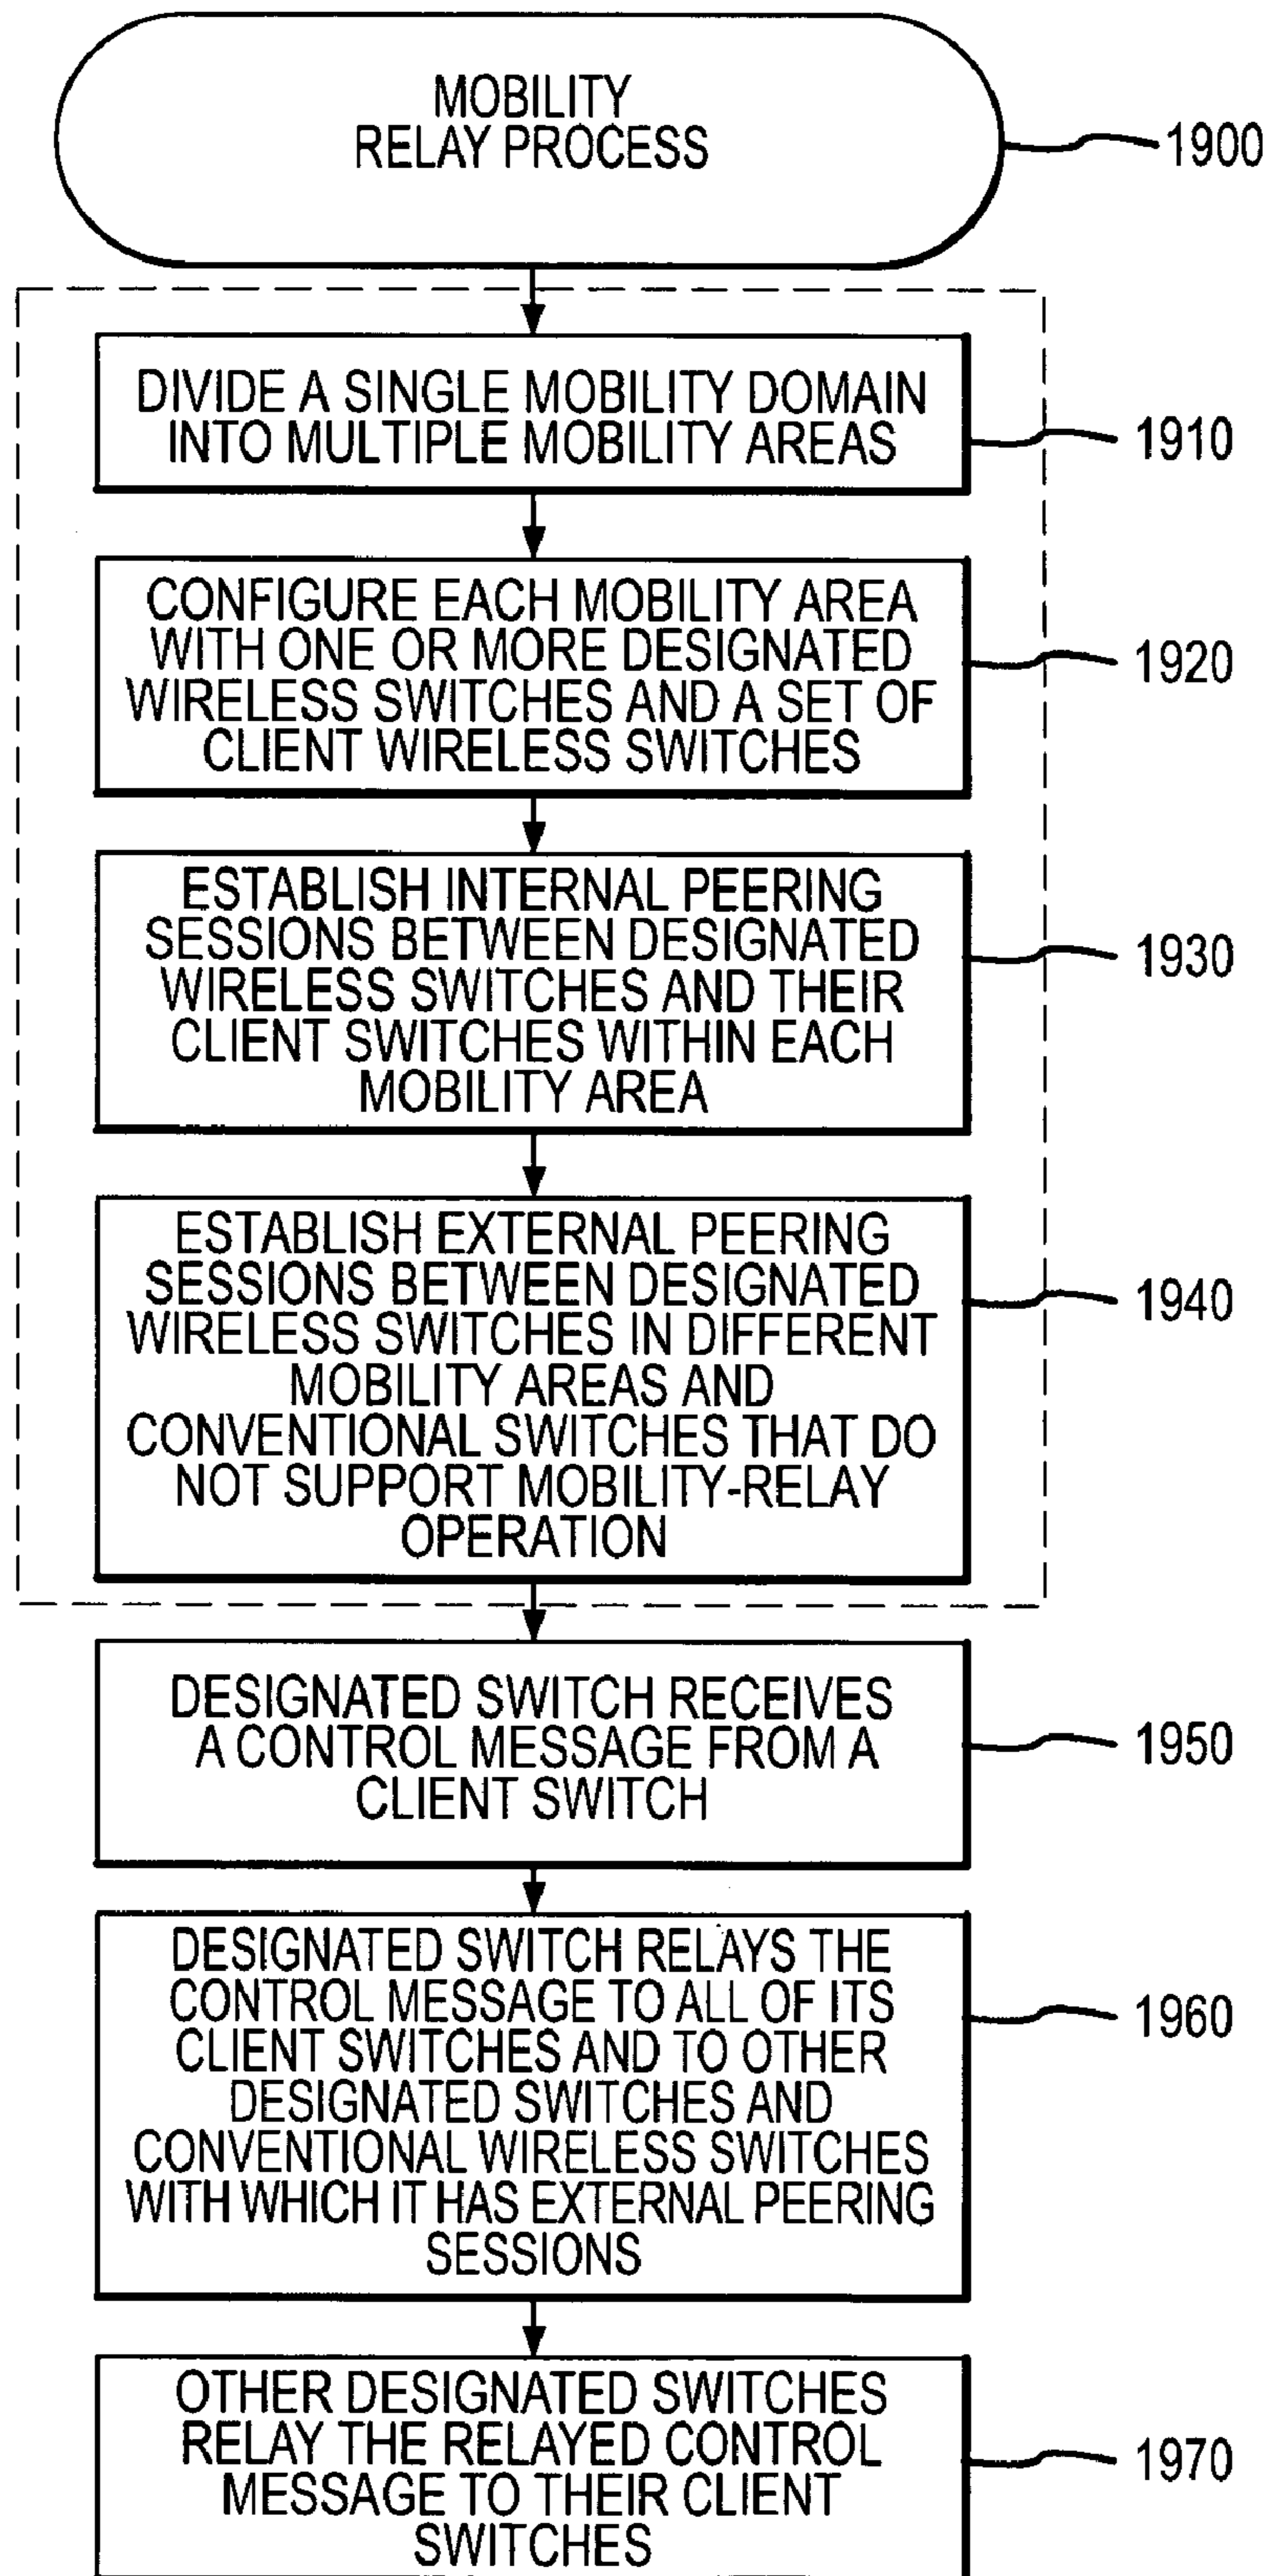 MOBILITY
RELAY PROCESS
1900
DIVIDE A SINGLE MOBILITY DOMAIN
INTO MULTIPLE MOBILITY AREAS
1910
CONFIGURE EACH MOBILITY AREA
WITH ONE OR MORE DESIGNATED
WIRELESS SWITCHES AND A SET OF
CLIENT WIRELESS SWITCHES
1920
ESTABLISH INTERNAL PEERING
SESSIONS BETWEEN DESIGNATED
WIRELESS SWITCHES AND THEIR
CLIENT SWITCHES WITHIN EACH
MOBILITY AREA
1930
ESTABLISH EXTERNAL PEERING
SESSIONS BETWEEN DESIGNATED
WIRELESS SWITCHES IN DIFFERENT
MOBILITY AREAS AND
CONVENTIONAL SWITCHES THAT DO
NOT SUPPORT MOBILITY-RELAY
OPERATION
1940
DESIGNATED SWITCH RECEIVES
A CONTROL MESSAGE FROM A
CLIENT SWITCH
1950
DESIGNATED SWITCH RELAYS THE
CONTROL MESSAGE TO ALL OF ITS
CLIENT SWITCHES AND TO OTHER
DESIGNATED SWITCHES AND
CONVENTIONAL WIRELESS SWITCHES
WITH WHICH IT HAS EXTERNAL PEERING
SESSIONS
1960
OTHER DESIGNATED SWITCHES
RELAY THE RELAYED CONTROL
MESSAGE TO THEIR CLIENT
SWITCHES
1970